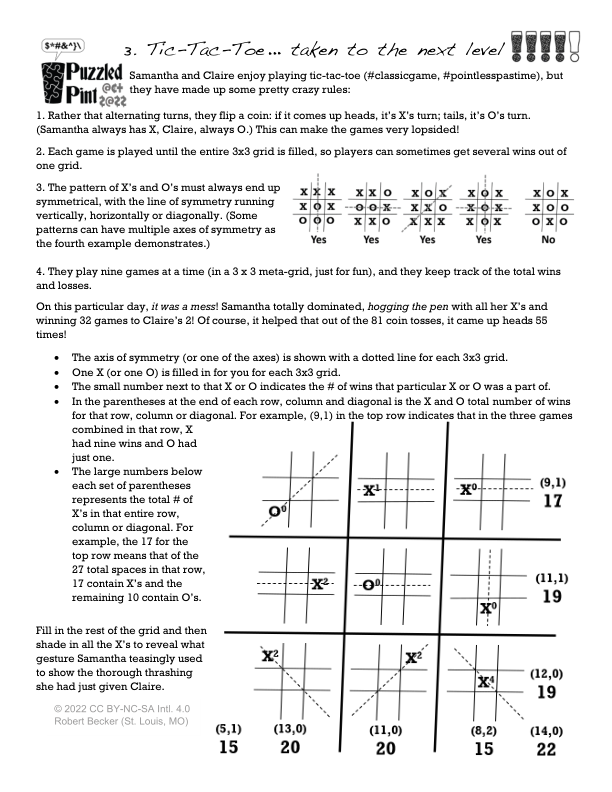 $*#&^}\
3. Tic-Tac-Toe... taken to the next level
Puzzled
Pint
@c+
2@22
Samantha and Claire enjoy playing tic-tac-toe (#classicgame, #pointlesspastime), but
they have made up some pretty crazy rules:
1. Rather that alternating turns, they flip a coin: if it comes up heads, it's X's turn; tails, it's O's turn.
(Samantha always has X, Claire, always O.) This can make the games very lopsided!
2. Each game is played until the entire 3x3 grid is filled, so players can sometimes get several wins out of
one grid.
3. The pattern of X's and O's must always end up
symmetrical, with the line of symmetry running
vertically, horizontally or diagonally. (Some
patterns can have multiple axes of symmetry as
the fourth example demonstrates.)
X X X X X O X O X X O X X O X
X O X O O X O X X X O X O O X
O O O X X O X X O X O X O X O
Yes Yes Yes Yes No
4. They play nine games at a time (in a 3 x 3 meta-grid, just for fun), and they keep track of the total wins
and losses.
On this particular day, it was a mess! Samantha totally dominated, hogging the pen with all her X's and
winning 32 games to Claire's 2! Of course, it helped that out of the 81 coin tosses, it came up heads 55
times!
• The axis of symmetry (or one of the axes) is shown with a dotted line for each 3x3 grid.
• One X (or one O) is filled in for you for each 3x3 grid.
• The small number next to that X or O indicates the # of wins that particular X or O was a part of.
• In the parentheses at the end of each row, column and diagonal is the X and O total number of wins
for that row, column or diagonal. For example, (9,1) in the top row indicates that in the three games
combined in that row, X
had nine wins and O had
just one.
• The large numbers below
each set of parentheses
represents the total # of
X's in that entire row,
column or diagonal. For
example, the 17 for the
top row means that of the
27 total spaces in that row,
17 contain X's and the
remaining 10 contain O's.
Fill in the rest of the grid and then
shade in all the X's to reveal what
gesture Samantha teasingly used
to show the thorough thrashing
she had just given Claire.
© 2022 CC BY-NC-SA Intl. 4.0
Robert Becker (St. Louis, MO)
O0 X1 X0 (9,1)
17
X2 O0 X0 (11,1)
19
X2 X2 X4 (12,0)
19
(5,1) (13,0) (11,0) (8,2) (14,0)
15 20 20 15 22